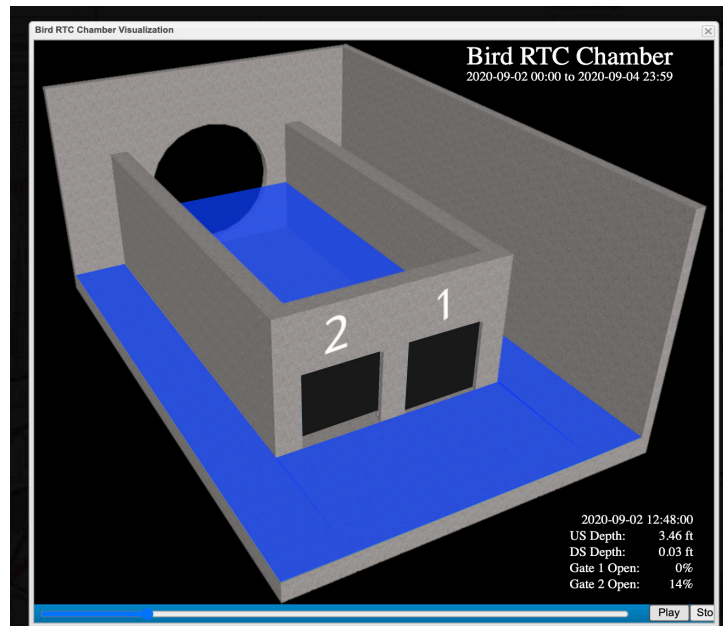 Bird RTC Chamber Visualization
Bird RTC Chamber
2020-09-02 00:00 to 2020-09-04 23:59
2 1
2020-09-02 12:48:00
US Depth: 3.46 ft
DS Depth: 0.03 ft
Gate 1 Open: 0%
Gate 2 Open: 14%
Play Sto